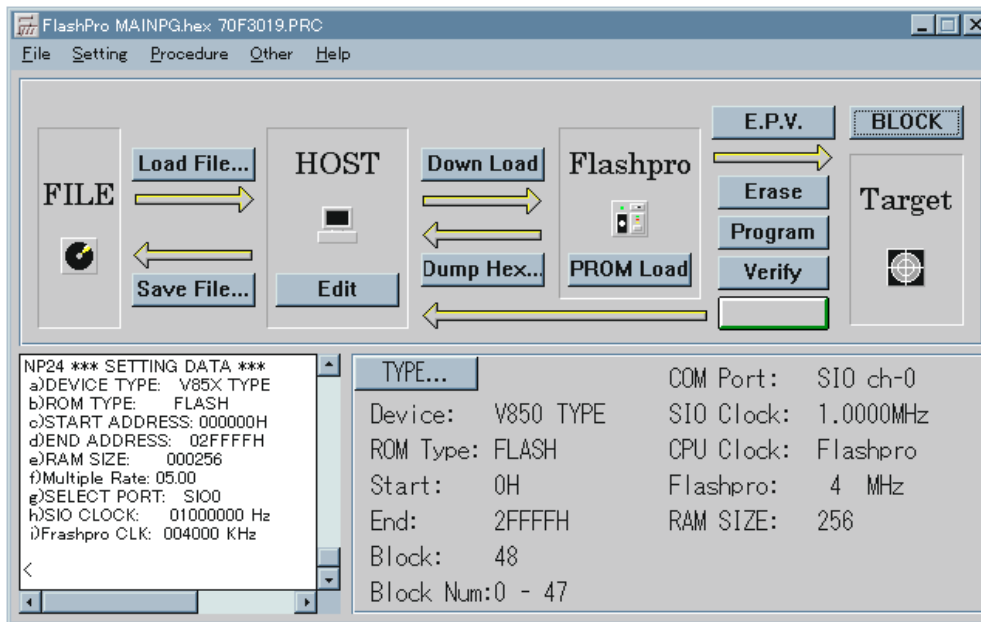 FlashPro MAINPG.hex 70F3019.PRC
File Setting Procedure Other Help
FILE
Load File...
Save File...
HOST
Edit
Down Load
Dump Hex...
Flashpro
PROM Load
E.P.V.
Erase
Program
Verify
BLOCK
Target
NP24 *** SETTING DATA ***
a)DEVICE TYPE: V85X TYPE
b)ROM TYPE: FLASH
c)START ADDRESS: 000000H
d)END ADDRESS: 02FFFFH
e)RAM SIZE: 000256
f)Multiple Rate: 05.00
g)SELECT PORT: SIO0
h)SIO CLOCK: 01000000 Hz
i)Frashpro CLK: 004000 KHz
<
TYPE...
Device: V850 TYPE
ROM Type: FLASH
Start: 0H
End: 2FFFFH
Block: 48
Block Num:0 - 47
COM Port: SIO ch-0
SIO Clock: 1.0000MHz
CPU Clock: Flashpro
Flashpro: 4 MHz
RAM SIZE: 256